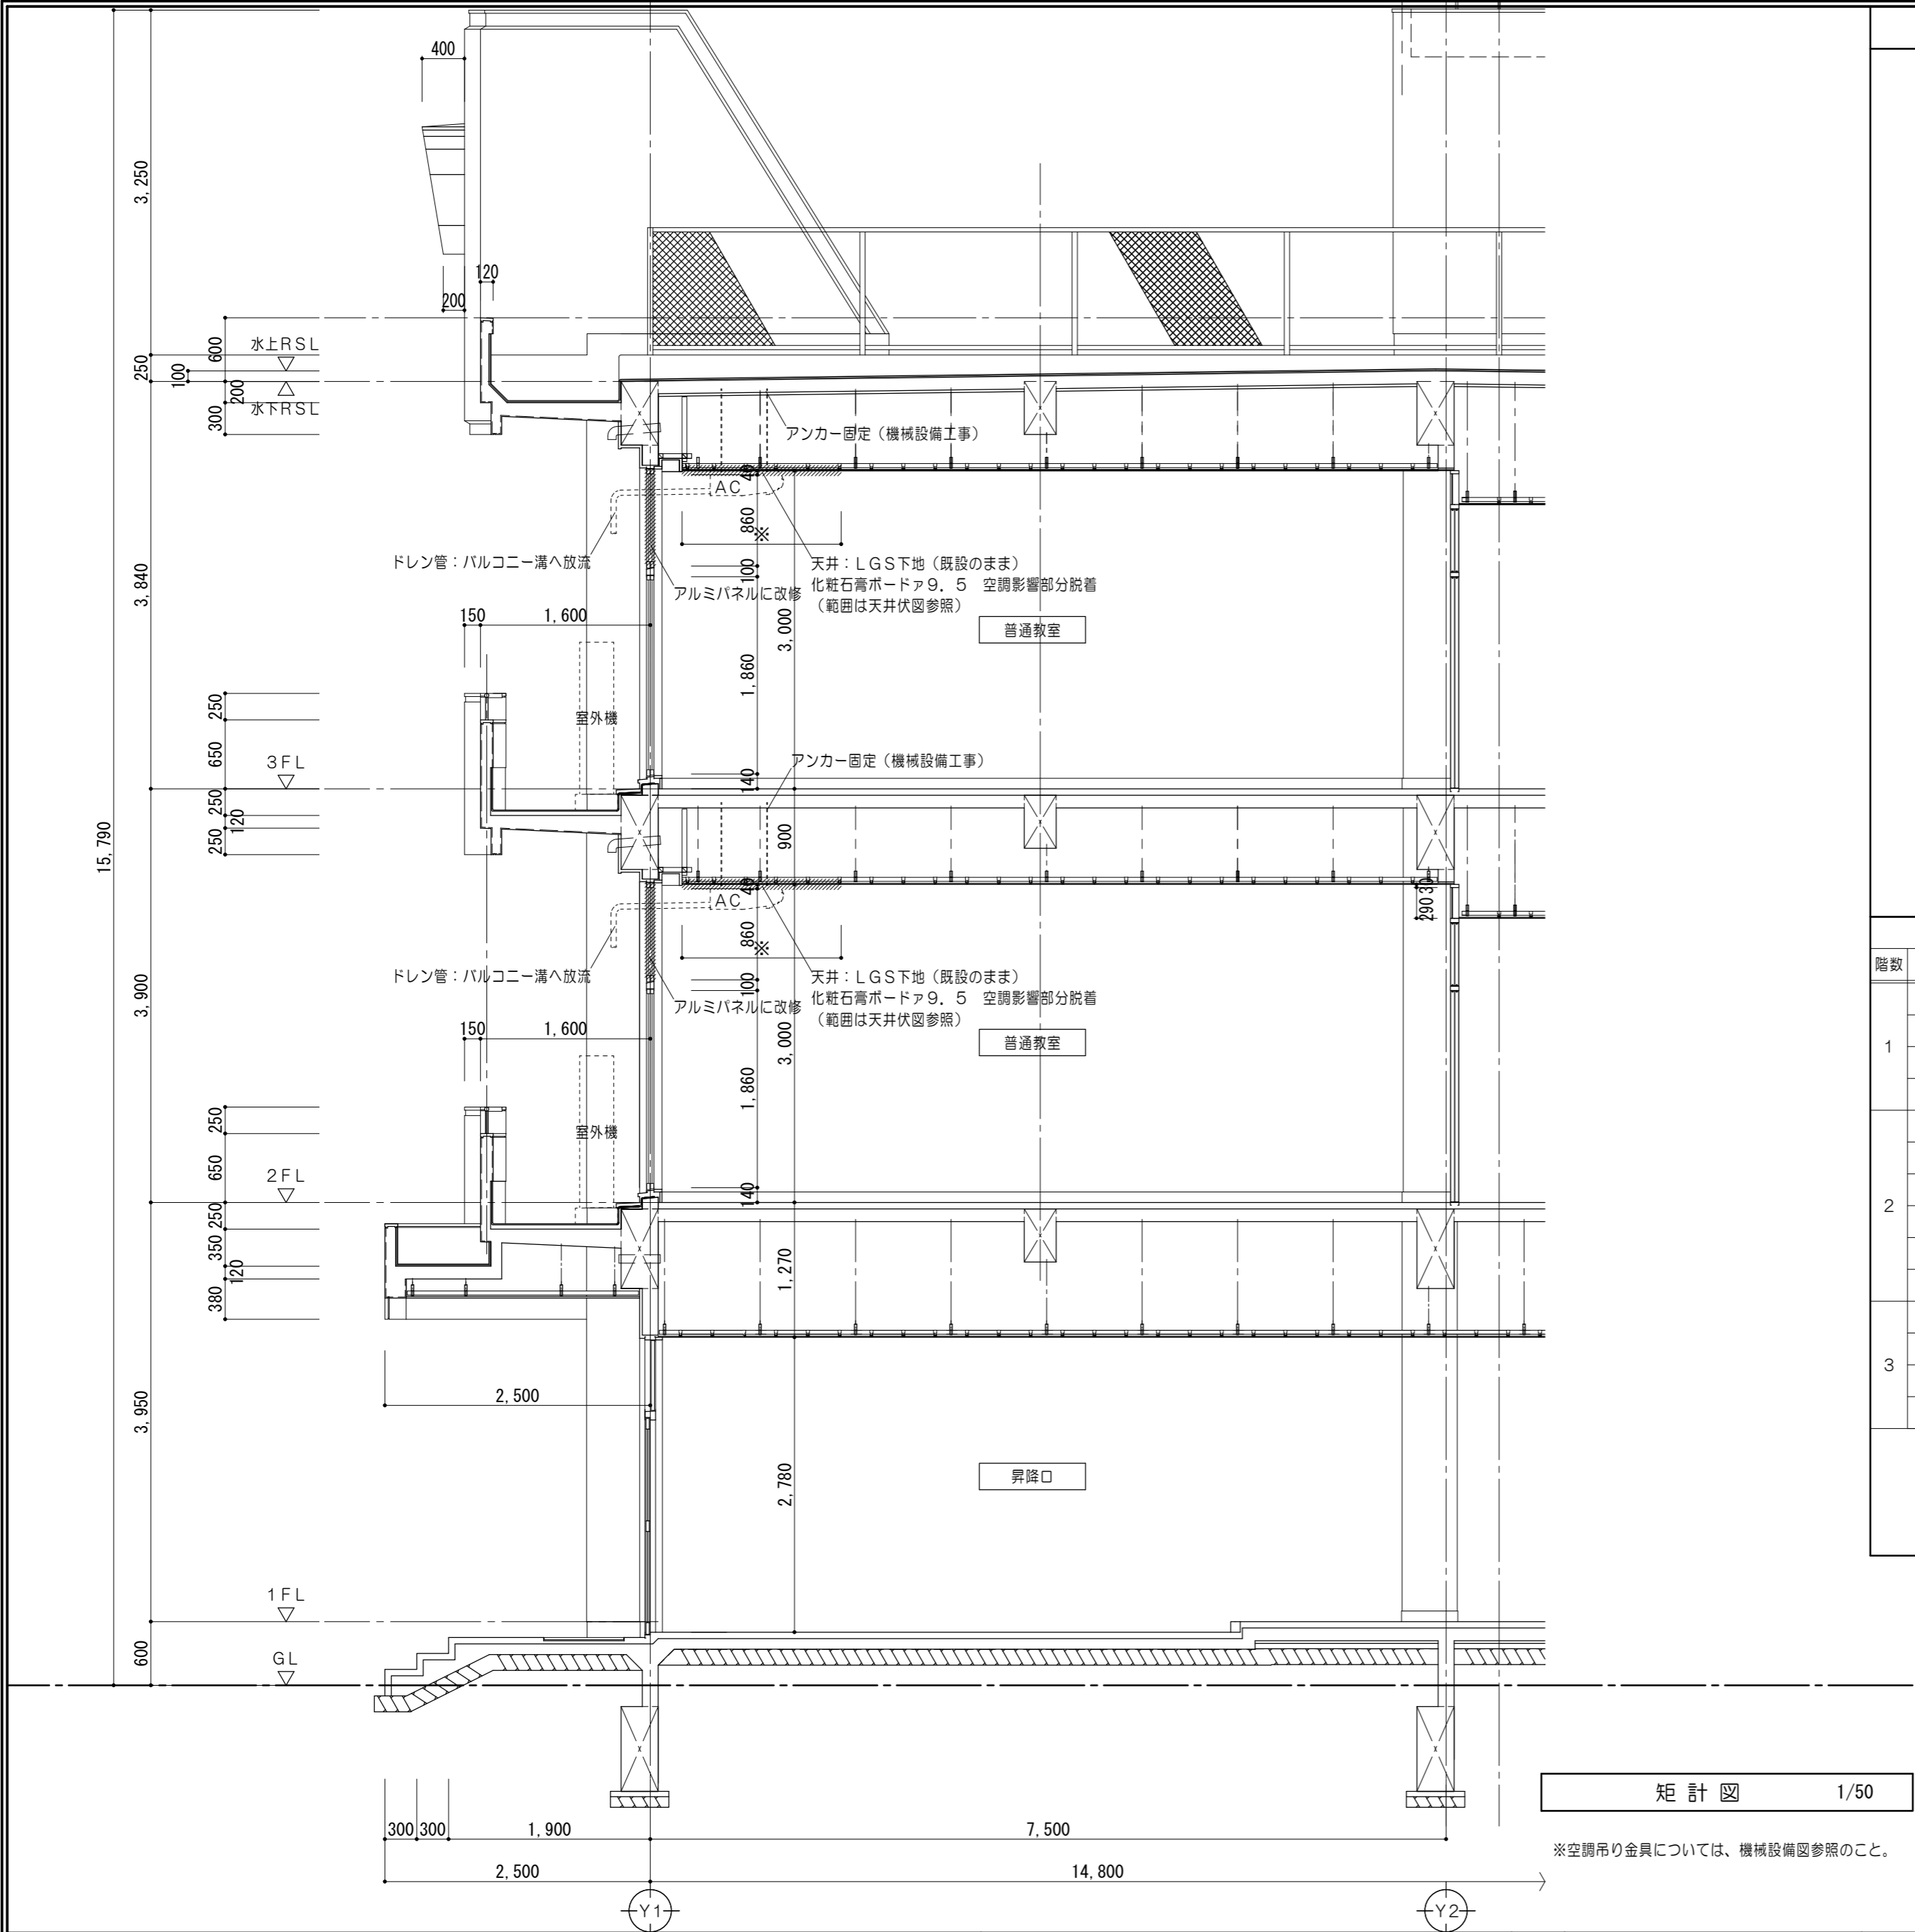 400
3,250
120
200
水上RSL
600
250
100
200
水下RSL
300
アンカー固定（機械設備工事）
40
AC
860
※
ドレン管：バルコニー溝へ放流
100
天井：LGS下地（既設のまま）
アルミパネルに改修
化粧石膏ボードァ9．5　空調影響部分脱着
（範囲は天井伏図参照）
3,840
150
1,600
3,000
普通教室
1,860
250
室外機
650
3FL
アンカー固定（機械設備工事）
140
250
120
250
900
15,790
40
AC
290
30
860
※
ドレン管：バルコニー溝へ放流
100
天井：LGS下地（既設のまま）
アルミパネルに改修
化粧石膏ボードァ9．5　空調影響部分脱着
（範囲は天井伏図参照）
3,900
150
1,600
3,000
普通教室
1,860
250
室外機
650
2FL
140
250
350
120
380
1,270
2,500
3,950
昇降口
2,780
1FL
600
GL
階数
1
2
3
矩計図　1/50
300
300
1,900
7,500
※空調吊り金具については、機械設備図参照のこと。
2,500
14,800
Y1
Y2